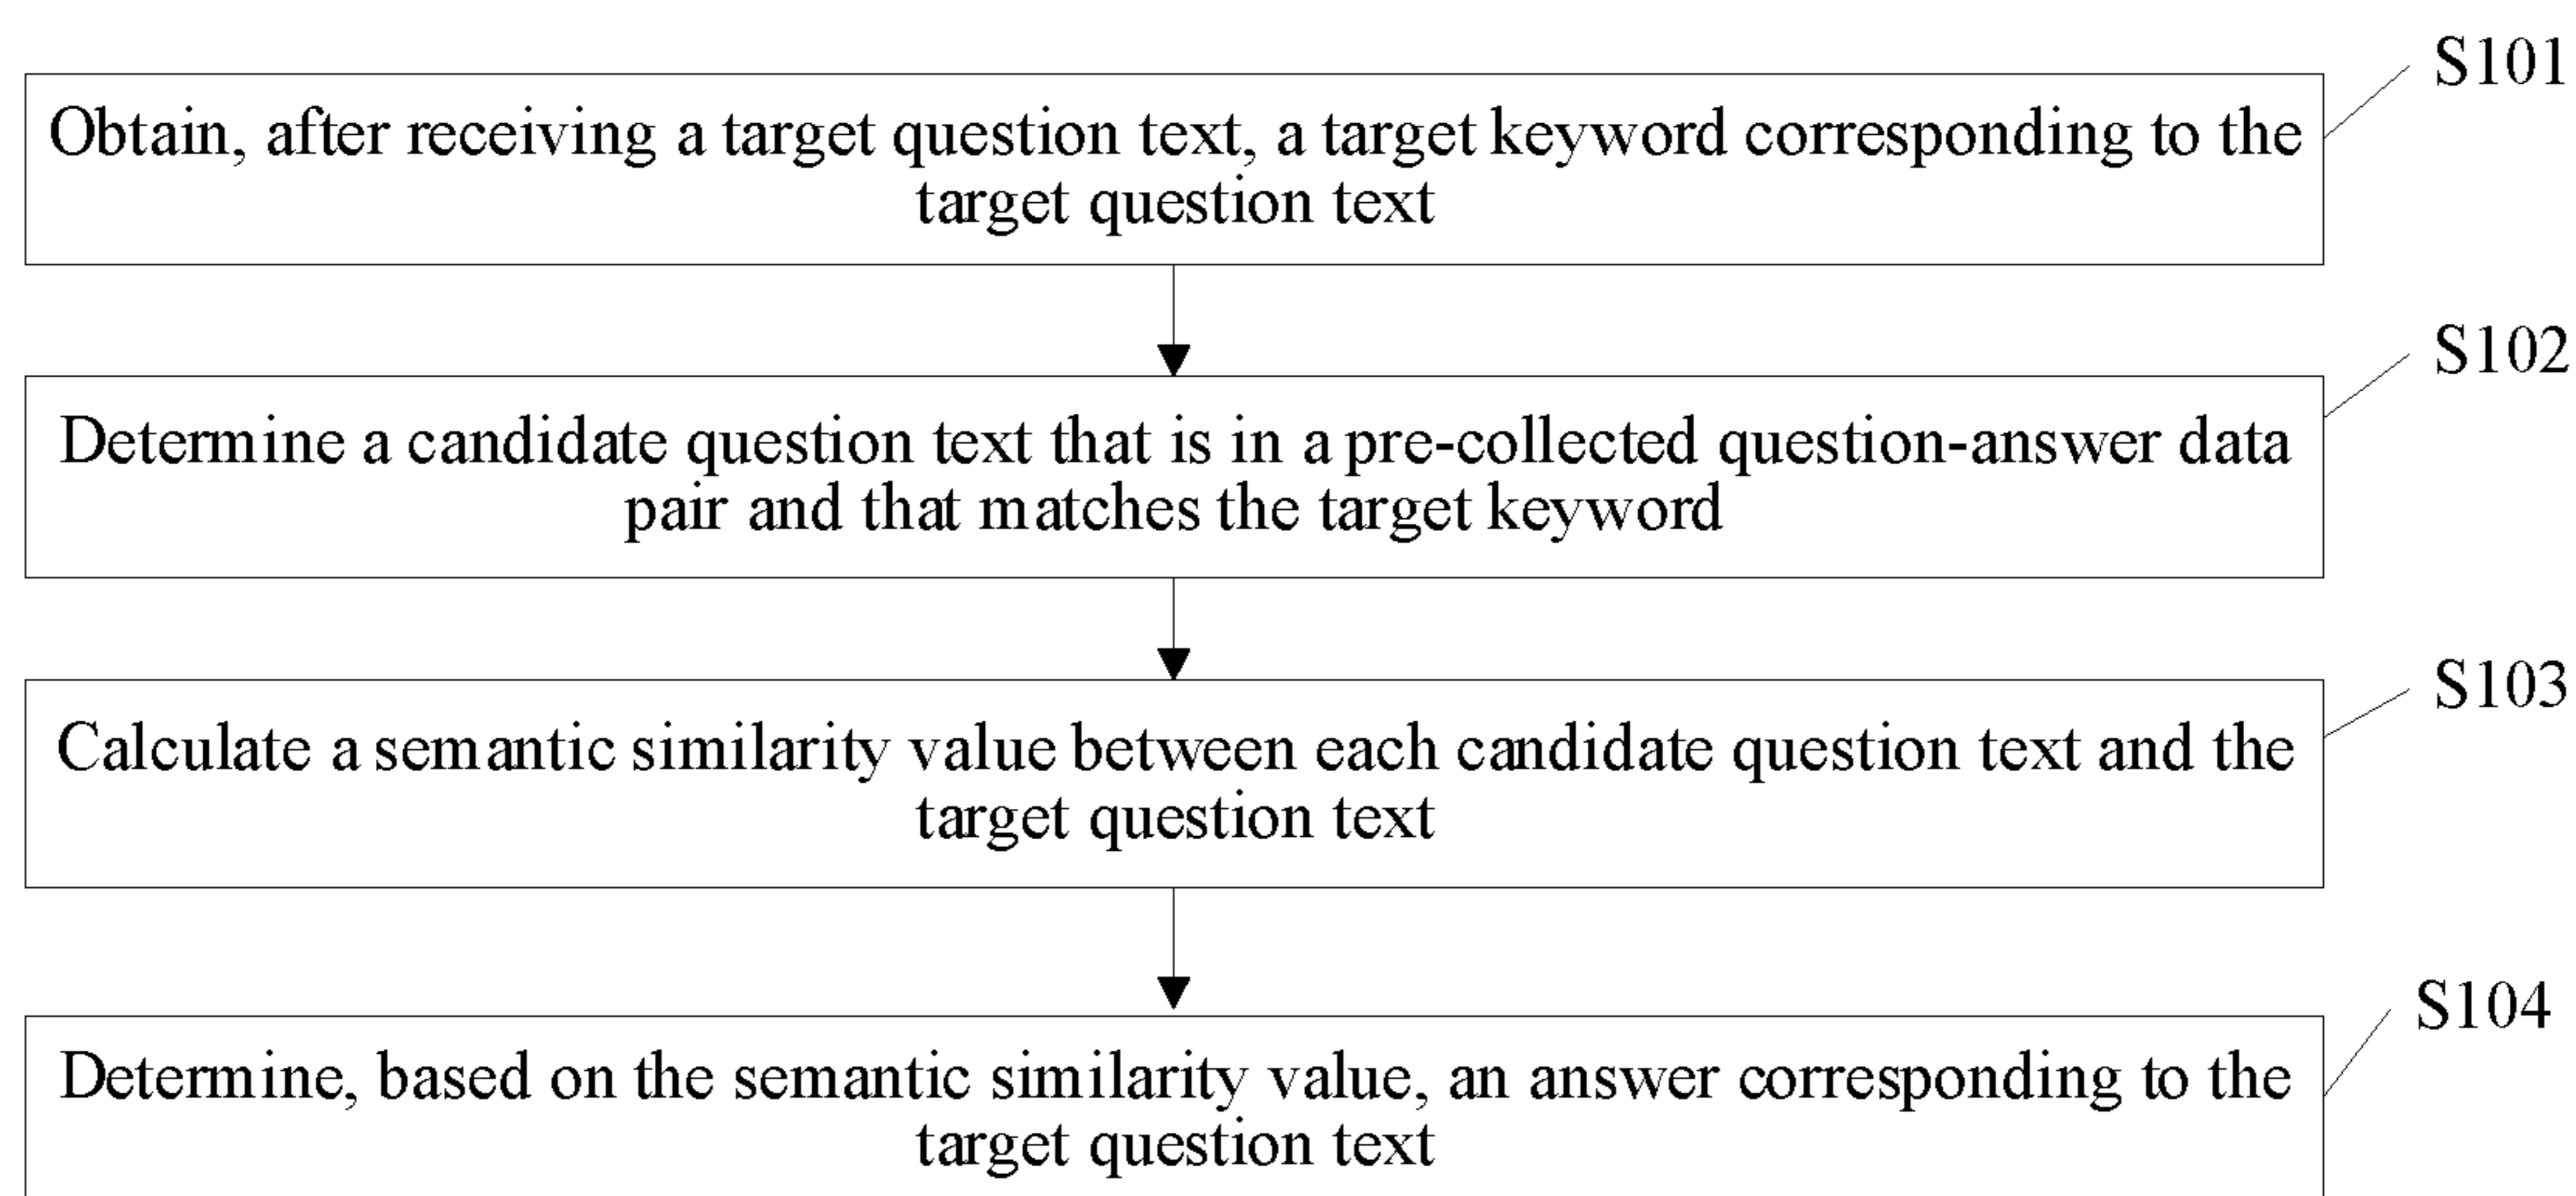 S101
Obtain, after receiving a target question text, a target keyword corresponding to the
target question text
S102
Determine a candidate question text that is in a pre-collected question-answer data
pair and that matches the target keyword
S103
Calculate a semantic similarity value between each candidate question text and the
target question text
S104
Determine, based on the semantic similarity value, an answer corresponding to the
target question text